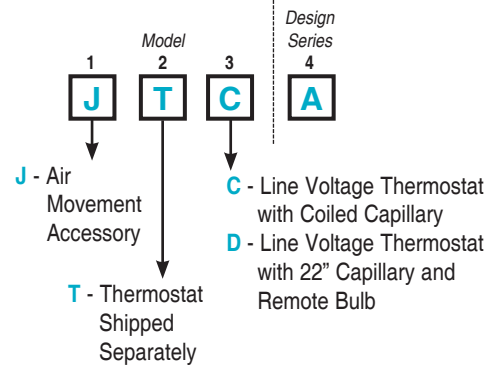 Design
Model Series
1 2 3 4
J T C A
J - Air
Movement
Accessory
T - Thermostat
Shipped
Separately
C - Line Voltage Thermostat
with Coiled Capillary
D - Line Voltage Thermostat
with 22” Capillary and
Remote Bulb